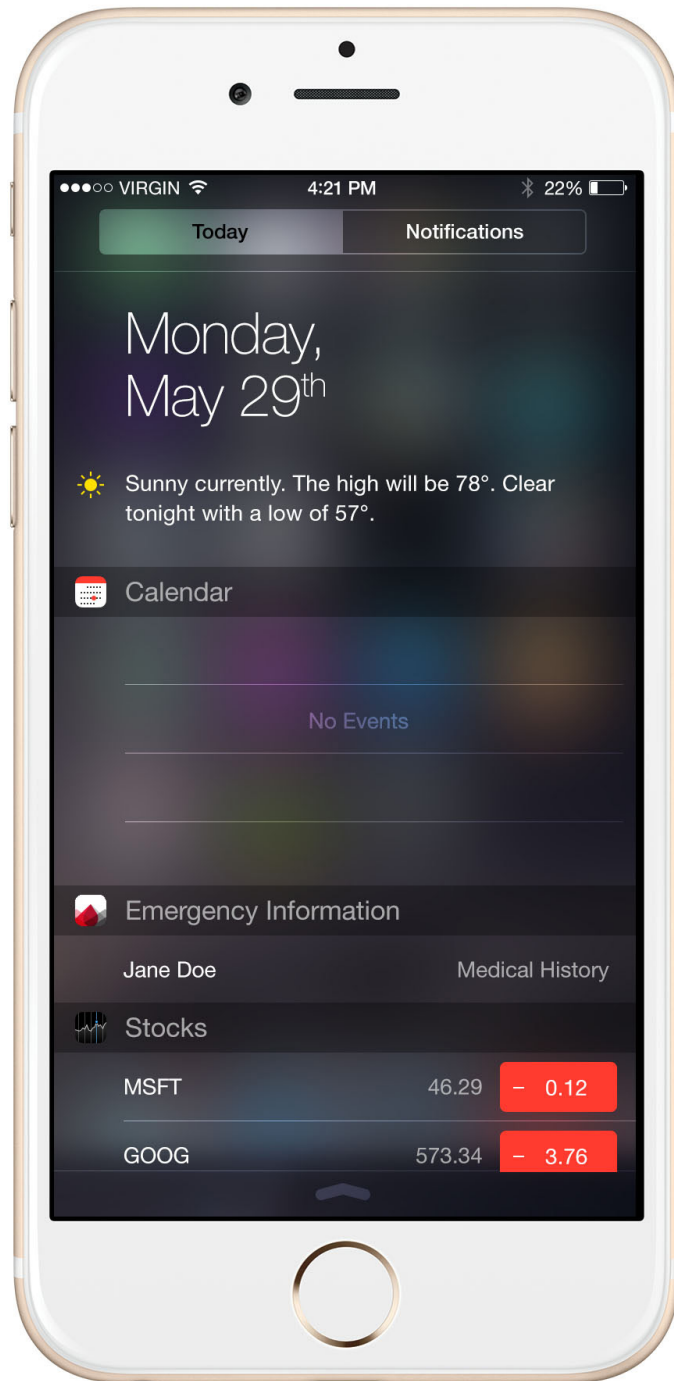 VIRGIN 4:21 PM 22%
Today Notifications
Monday,
May 29th
Sunny currently. The high will be 78°. Clear
tonight with a low of 57°.
Calendar
No Events
Emergency Information
Jane Doe Medical History
Stocks
MSFT 46.29 − 0.12
GOOG 573.34 − 3.76